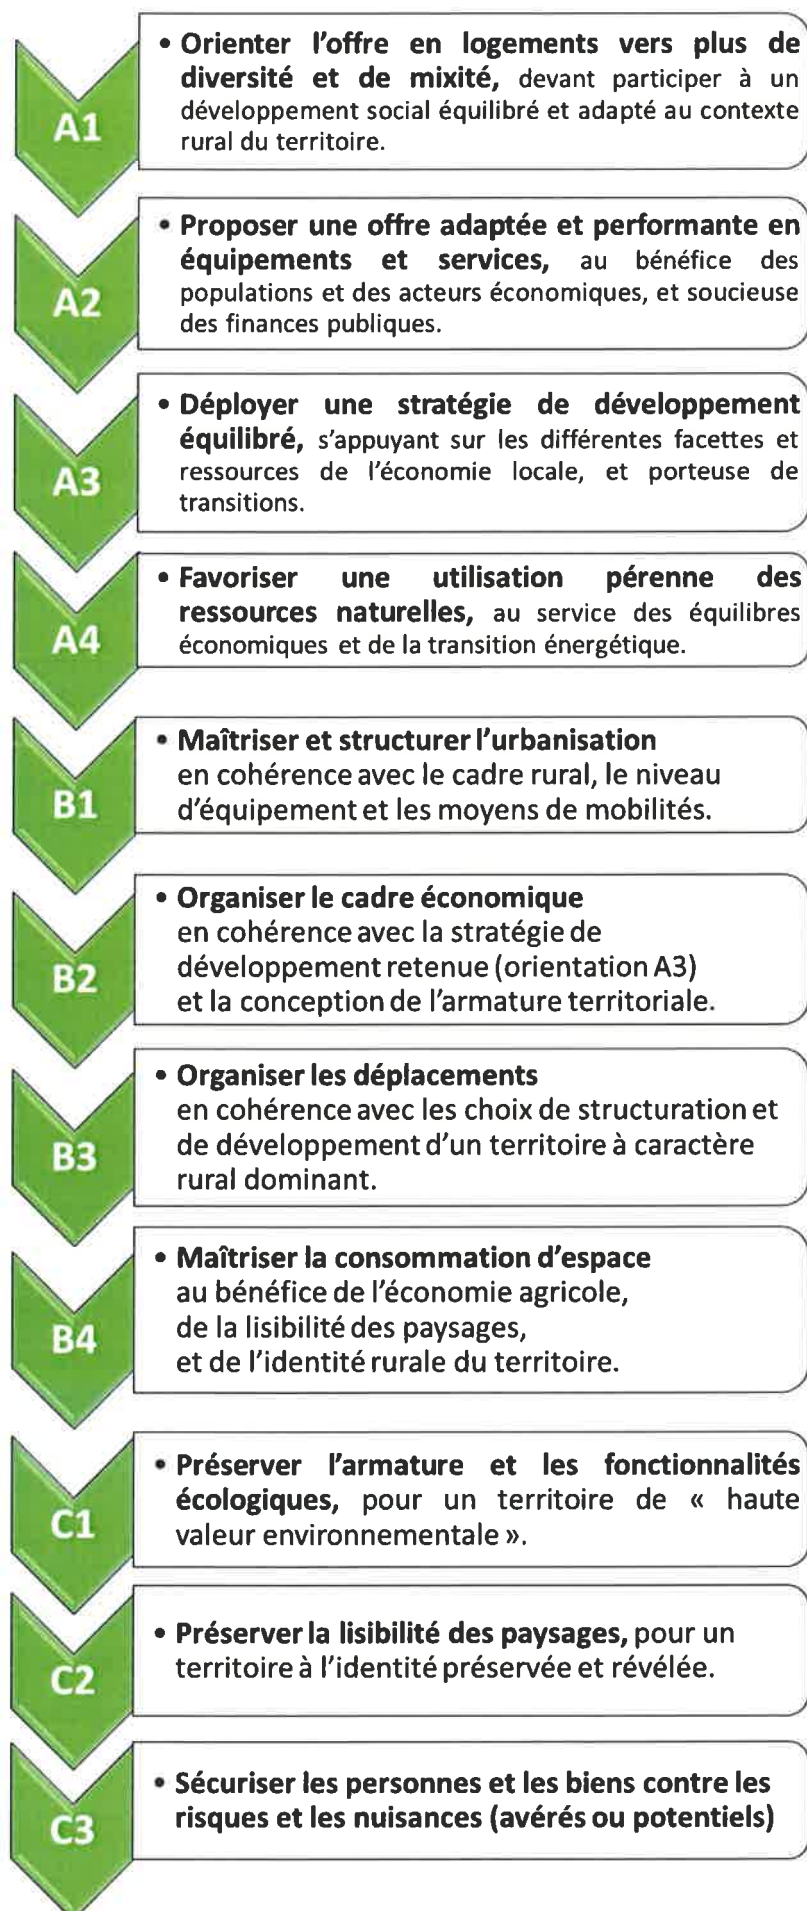 A1
• Orienter l'offre en logements vers plus de
diversité et de mixité, devant participer à un
développement social équilibré et adapté au contexte
rural du territoire.
A2
• Proposer une offre adaptée et performante en
équipements et services, au bénéfice des
populations et des acteurs économiques, et soucieuse
des finances publiques.
A3
• Déployer une stratégie de développement
équilibré, s'appuyant sur les différentes facettes et
ressources de l'économie locale, et porteuse de
transitions.
A4
• Favoriser une utilisation pérenne des
ressources naturelles, au service des équilibres
économiques et de la transition énergétique.
B1
• Maîtriser et structurer l'urbanisation
en cohérence avec le cadre rural, le niveau
d'équipement et les moyens de mobilités.
B2
• Organiser le cadre économique
en cohérence avec la stratégie de
développement retenue (orientation A3)
et la conception de l'armature territoriale.
B3
• Organiser les déplacements
en cohérence avec les choix de structuration et
de développement d'un territoire à caractère
rural dominant.
B4
• Maîtriser la consommation d'espace
au bénéfice de l'économie agricole,
de la lisibilité des paysages,
et de l'identité rurale du territoire.
C1
• Préserver l'armature et les fonctionnalités
écologiques, pour un territoire de « haute
valeur environnementale ».
C2
• Préserver la lisibilité des paysages, pour un
territoire à l'identité préservée et révélée.
C3
• Sécuriser les personnes et les biens contre les
risques et les nuisances (avérés ou potentiels)